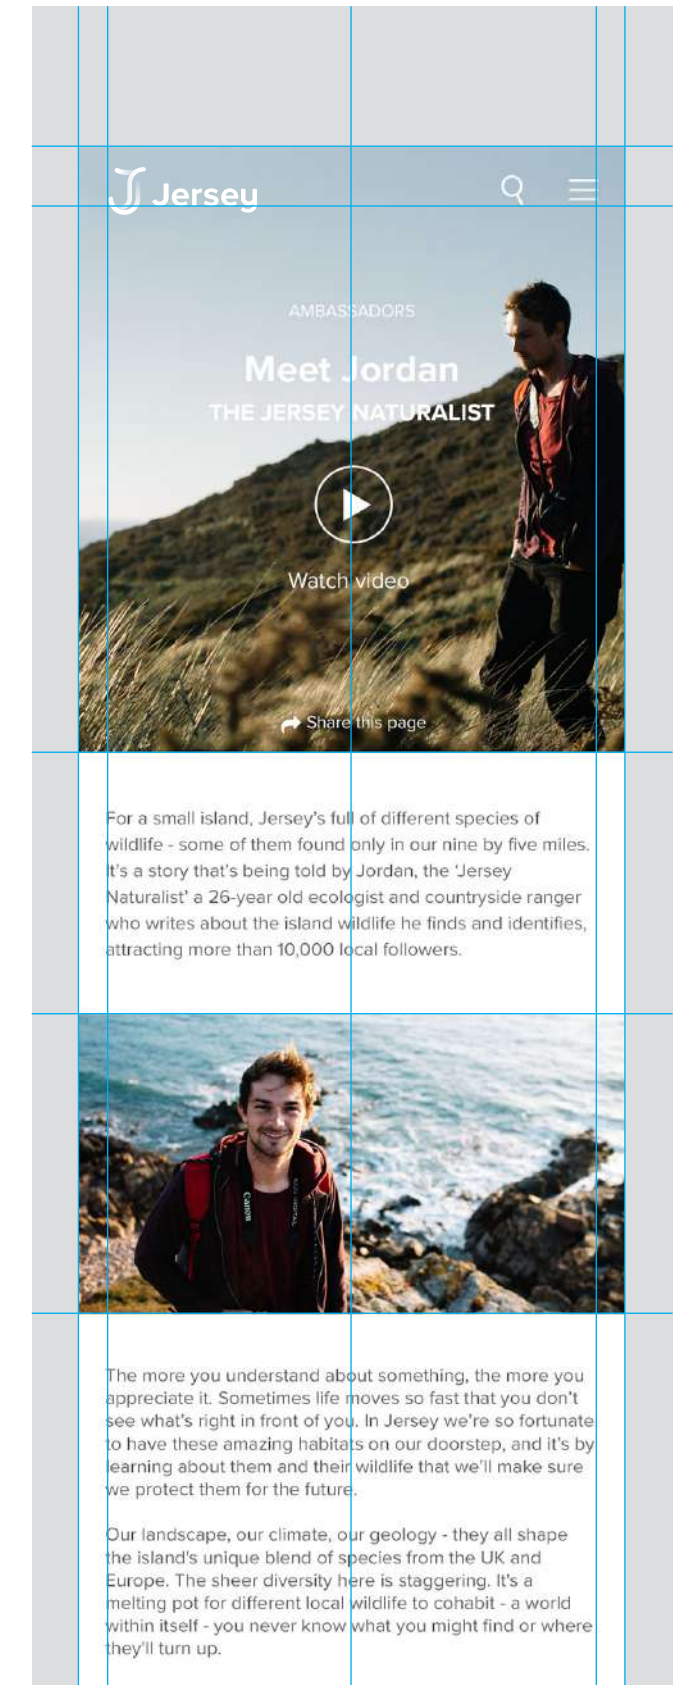 Jersey
AMBASSADORS
Meet Jordan
THE JERSEY NATURALIST
Watch video
Share this page
For a small island, Jersey's full of different species of
wildlife - some of them found only in our nine by five miles.
It's a story that's being told by Jordan, the 'Jersey
Naturalist' a 26-year old ecologist and countryside ranger
who writes about the island wildlife he finds and identifies,
attracting more than 10,000 local followers.
Canon
DIGITAL
The more you understand about something, the more you
appreciate it. Sometimes life moves so fast that you don't
see what's right in front of you. In Jersey we're so fortunate
to have these amazing habitats on our doorstep, and it's by
learning about them and their wildlife that we'll make sure
we protect them for the future.
Our landscape, our climate, our geology - they all shape
the island's unique blend of species from the UK and
Europe. The sheer diversity here is staggering. It's a
melting pot for different local wildlife to cohabit - a world
within itself - you never know what you might find or where
they'll turn up.